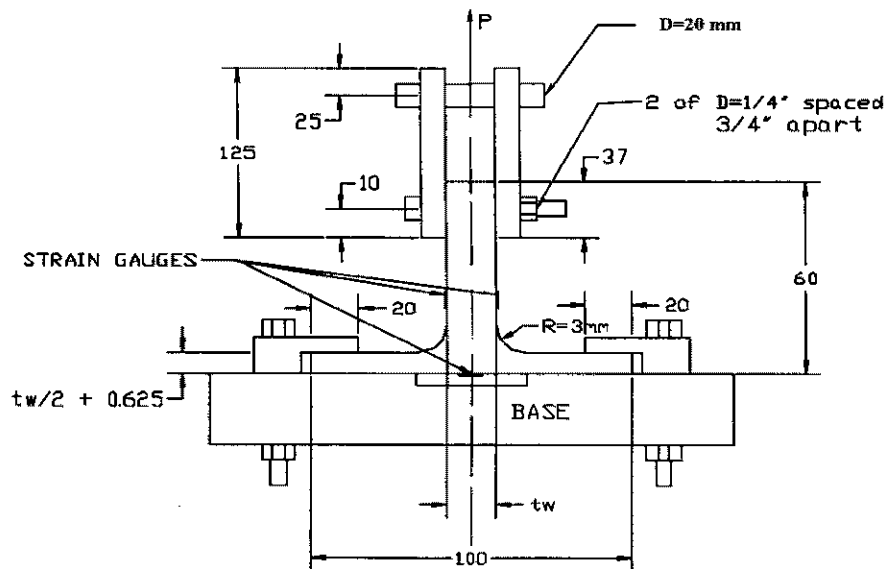 P
D=20 mm
2 of D=1/4" spaced
3/4" apart
25
125
37
10
STRAIN GAUGES
60
20
20
R=3mm
tw/2 + 0.625
BASE
tw
100